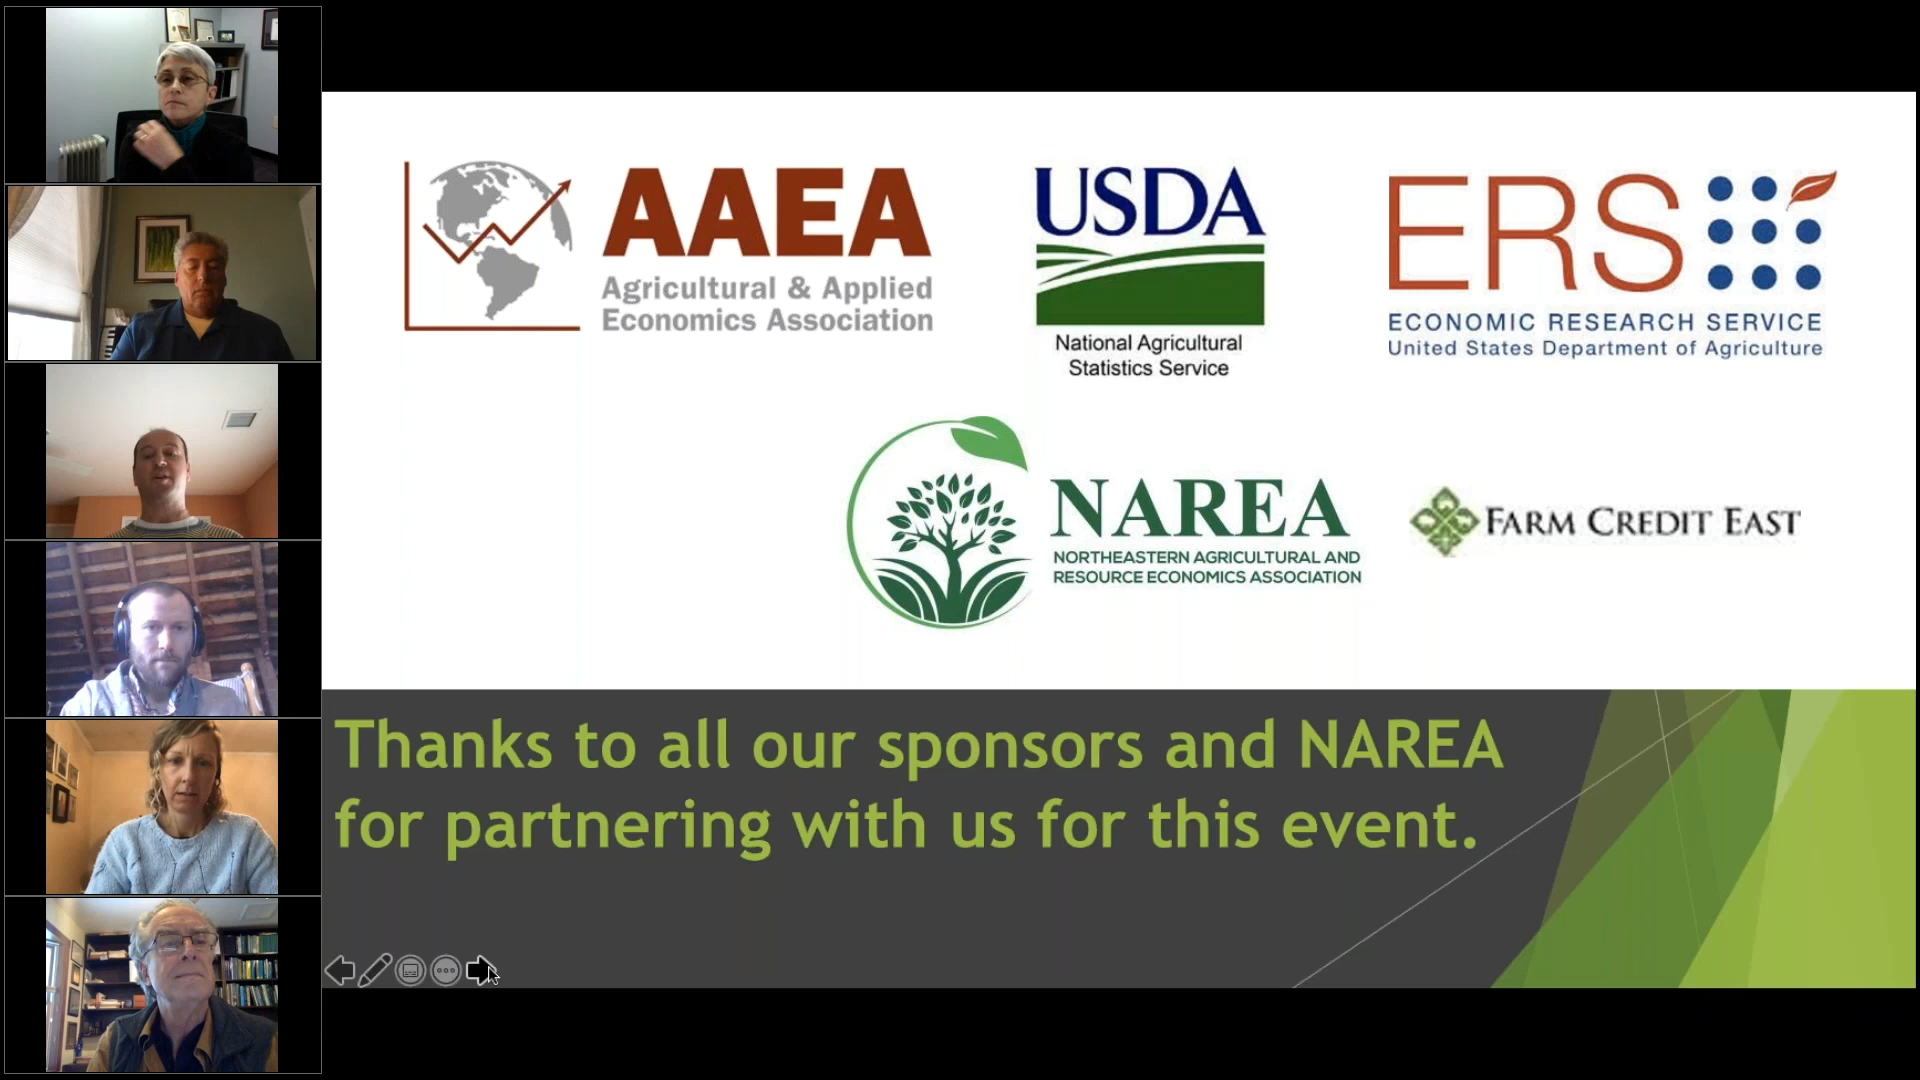 AAEA
Agricultural & Applied
Economics Association
USDA
National Agricultural
Statistics Service
ERS
ECONOMIC RESEARCH SERVICE
United States Department of Agriculture
NAREA
NORTHEASTERN AGRICULTURAL AND
RESOURCE ECONOMICS ASSOCIATION
FARM CREDIT EAST
Thanks to all our sponsors and NAREA
for partnering with us for this event.